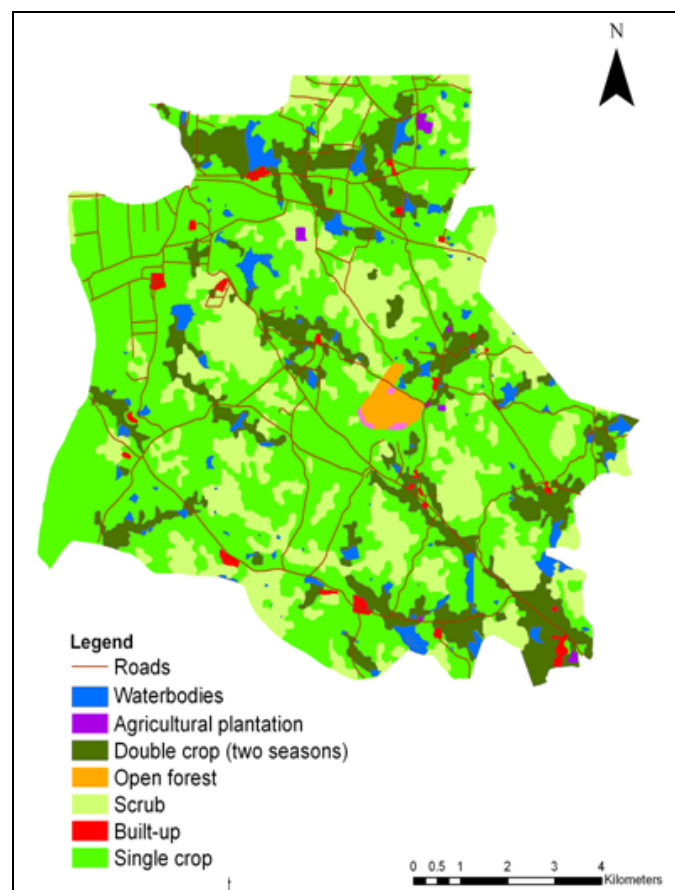 N
Legend
Roads
Waterbodies
Agricultural plantation
Double crop (two seasons)
Open forest
Scrub
Built-up
Single crop
0 0.5 1 2 3 4
Kilometers